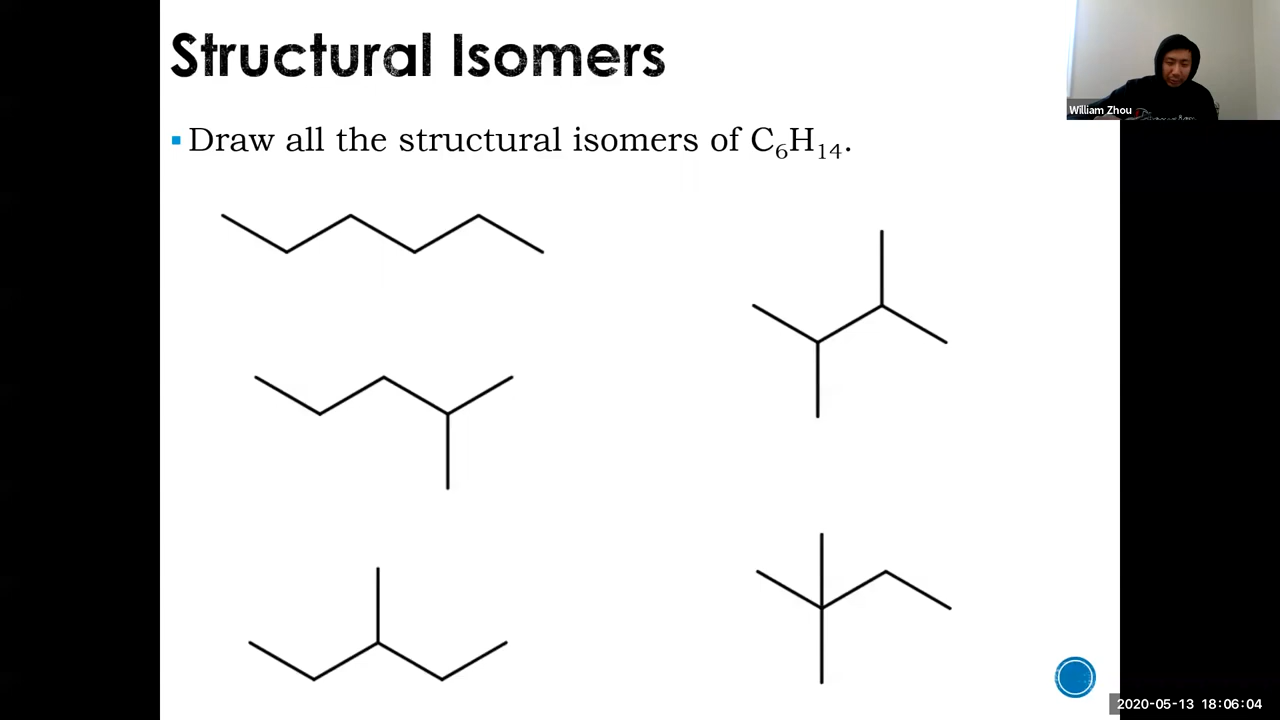 Structural Isomers
William Zhou
Draw all the structural isomers of C₆H₁₄.
2020-05-13 18:06:04